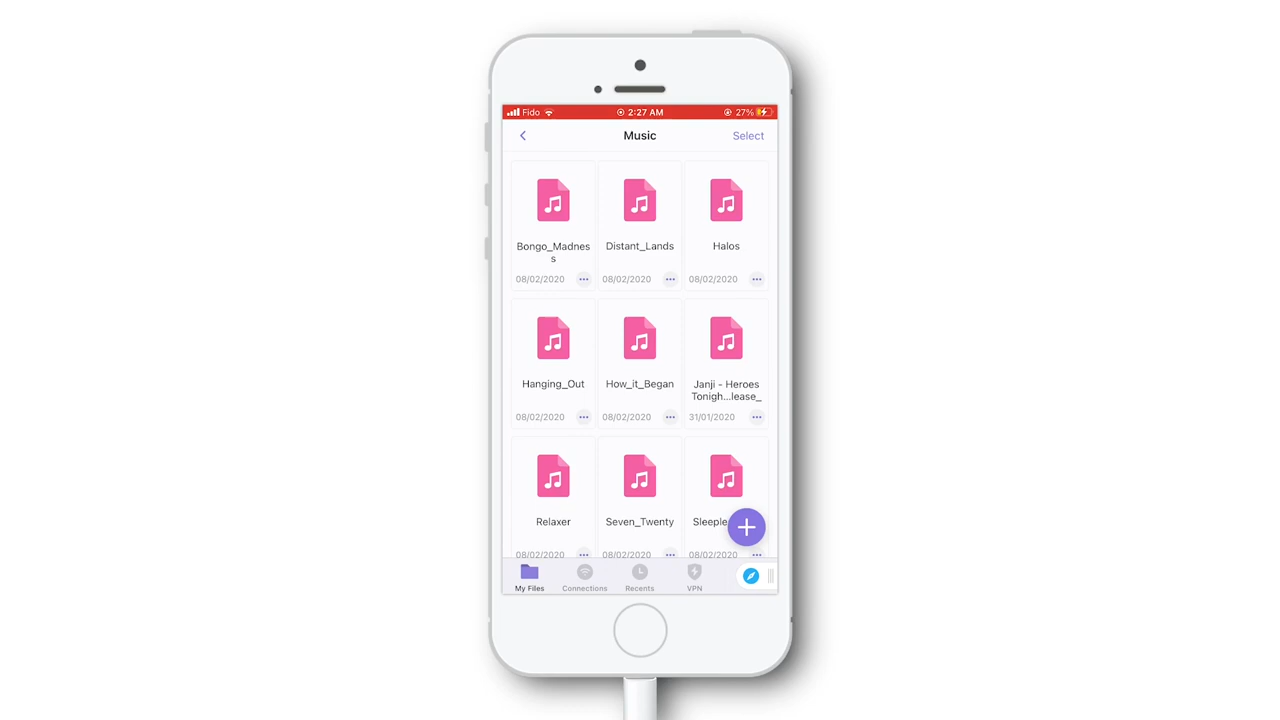 Fido 2:27 AM 27%
Music Select
Bongo_Madnes
s
Distant_Lands
Halos
08/02/2020 08/02/2020 08/02/2020
Hanging_Out
How_it_Began
Janji - Heroes
Tonigh...lease_
08/02/2020 08/02/2020 31/01/2020
Relaxer
Seven_Twenty
Sleeple
08/02/2020 08/02/2020 08/02/2020
My Files Connections Recents VPN